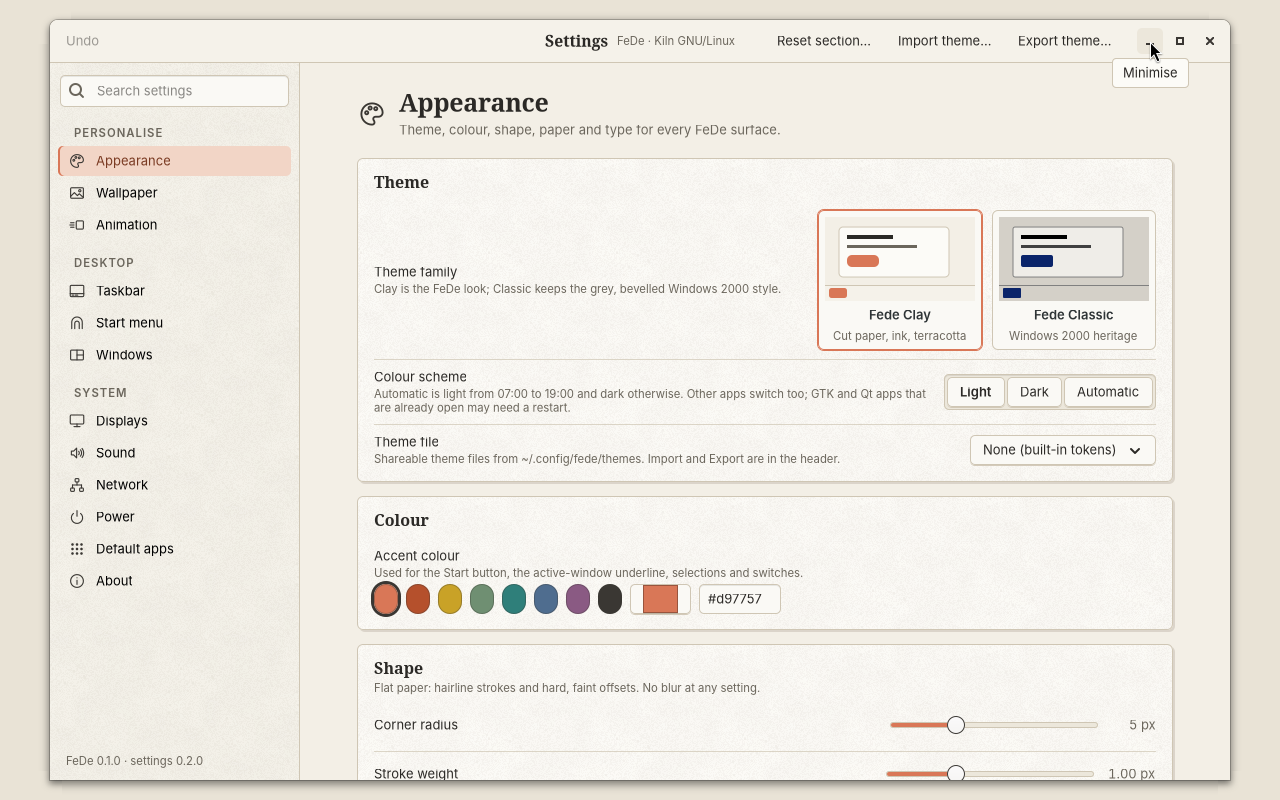 Undo
Settings FeDe · Kiln GNU/Linux
Reset section...
Import theme...
Export theme...
Minimise
Search settings
PERSONALISE
Appearance
Wallpaper
Animation
DESKTOP
Taskbar
Start menu
Windows
SYSTEM
Displays
Sound
Network
Power
Default apps
About
FeDe 0.1.0 · settings 0.2.0
Appearance
Theme, colour, shape, paper and type for every FeDe surface.
Theme
Theme family
Clay is the FeDe look; Classic keeps the grey, bevelled Windows 2000 style.
Fede Clay
Cut paper, ink, terracotta
Fede Classic
Windows 2000 heritage
Colour scheme
Automatic is light from 07:00 to 19:00 and dark otherwise. Other apps switch too; GTK and Qt apps that
are already open may need a restart.
Light
Dark
Automatic
Theme file
Shareable theme files from ~/.config/fede/themes. Import and Export are in the header.
None (built-in tokens)
Colour
Accent colour
Used for the Start button, the active-window underline, selections and switches.
#d97757
Shape
Flat paper: hairline strokes and hard, faint offsets. No blur at any setting.
Corner radius
5 px
Stroke weight
1.00 px